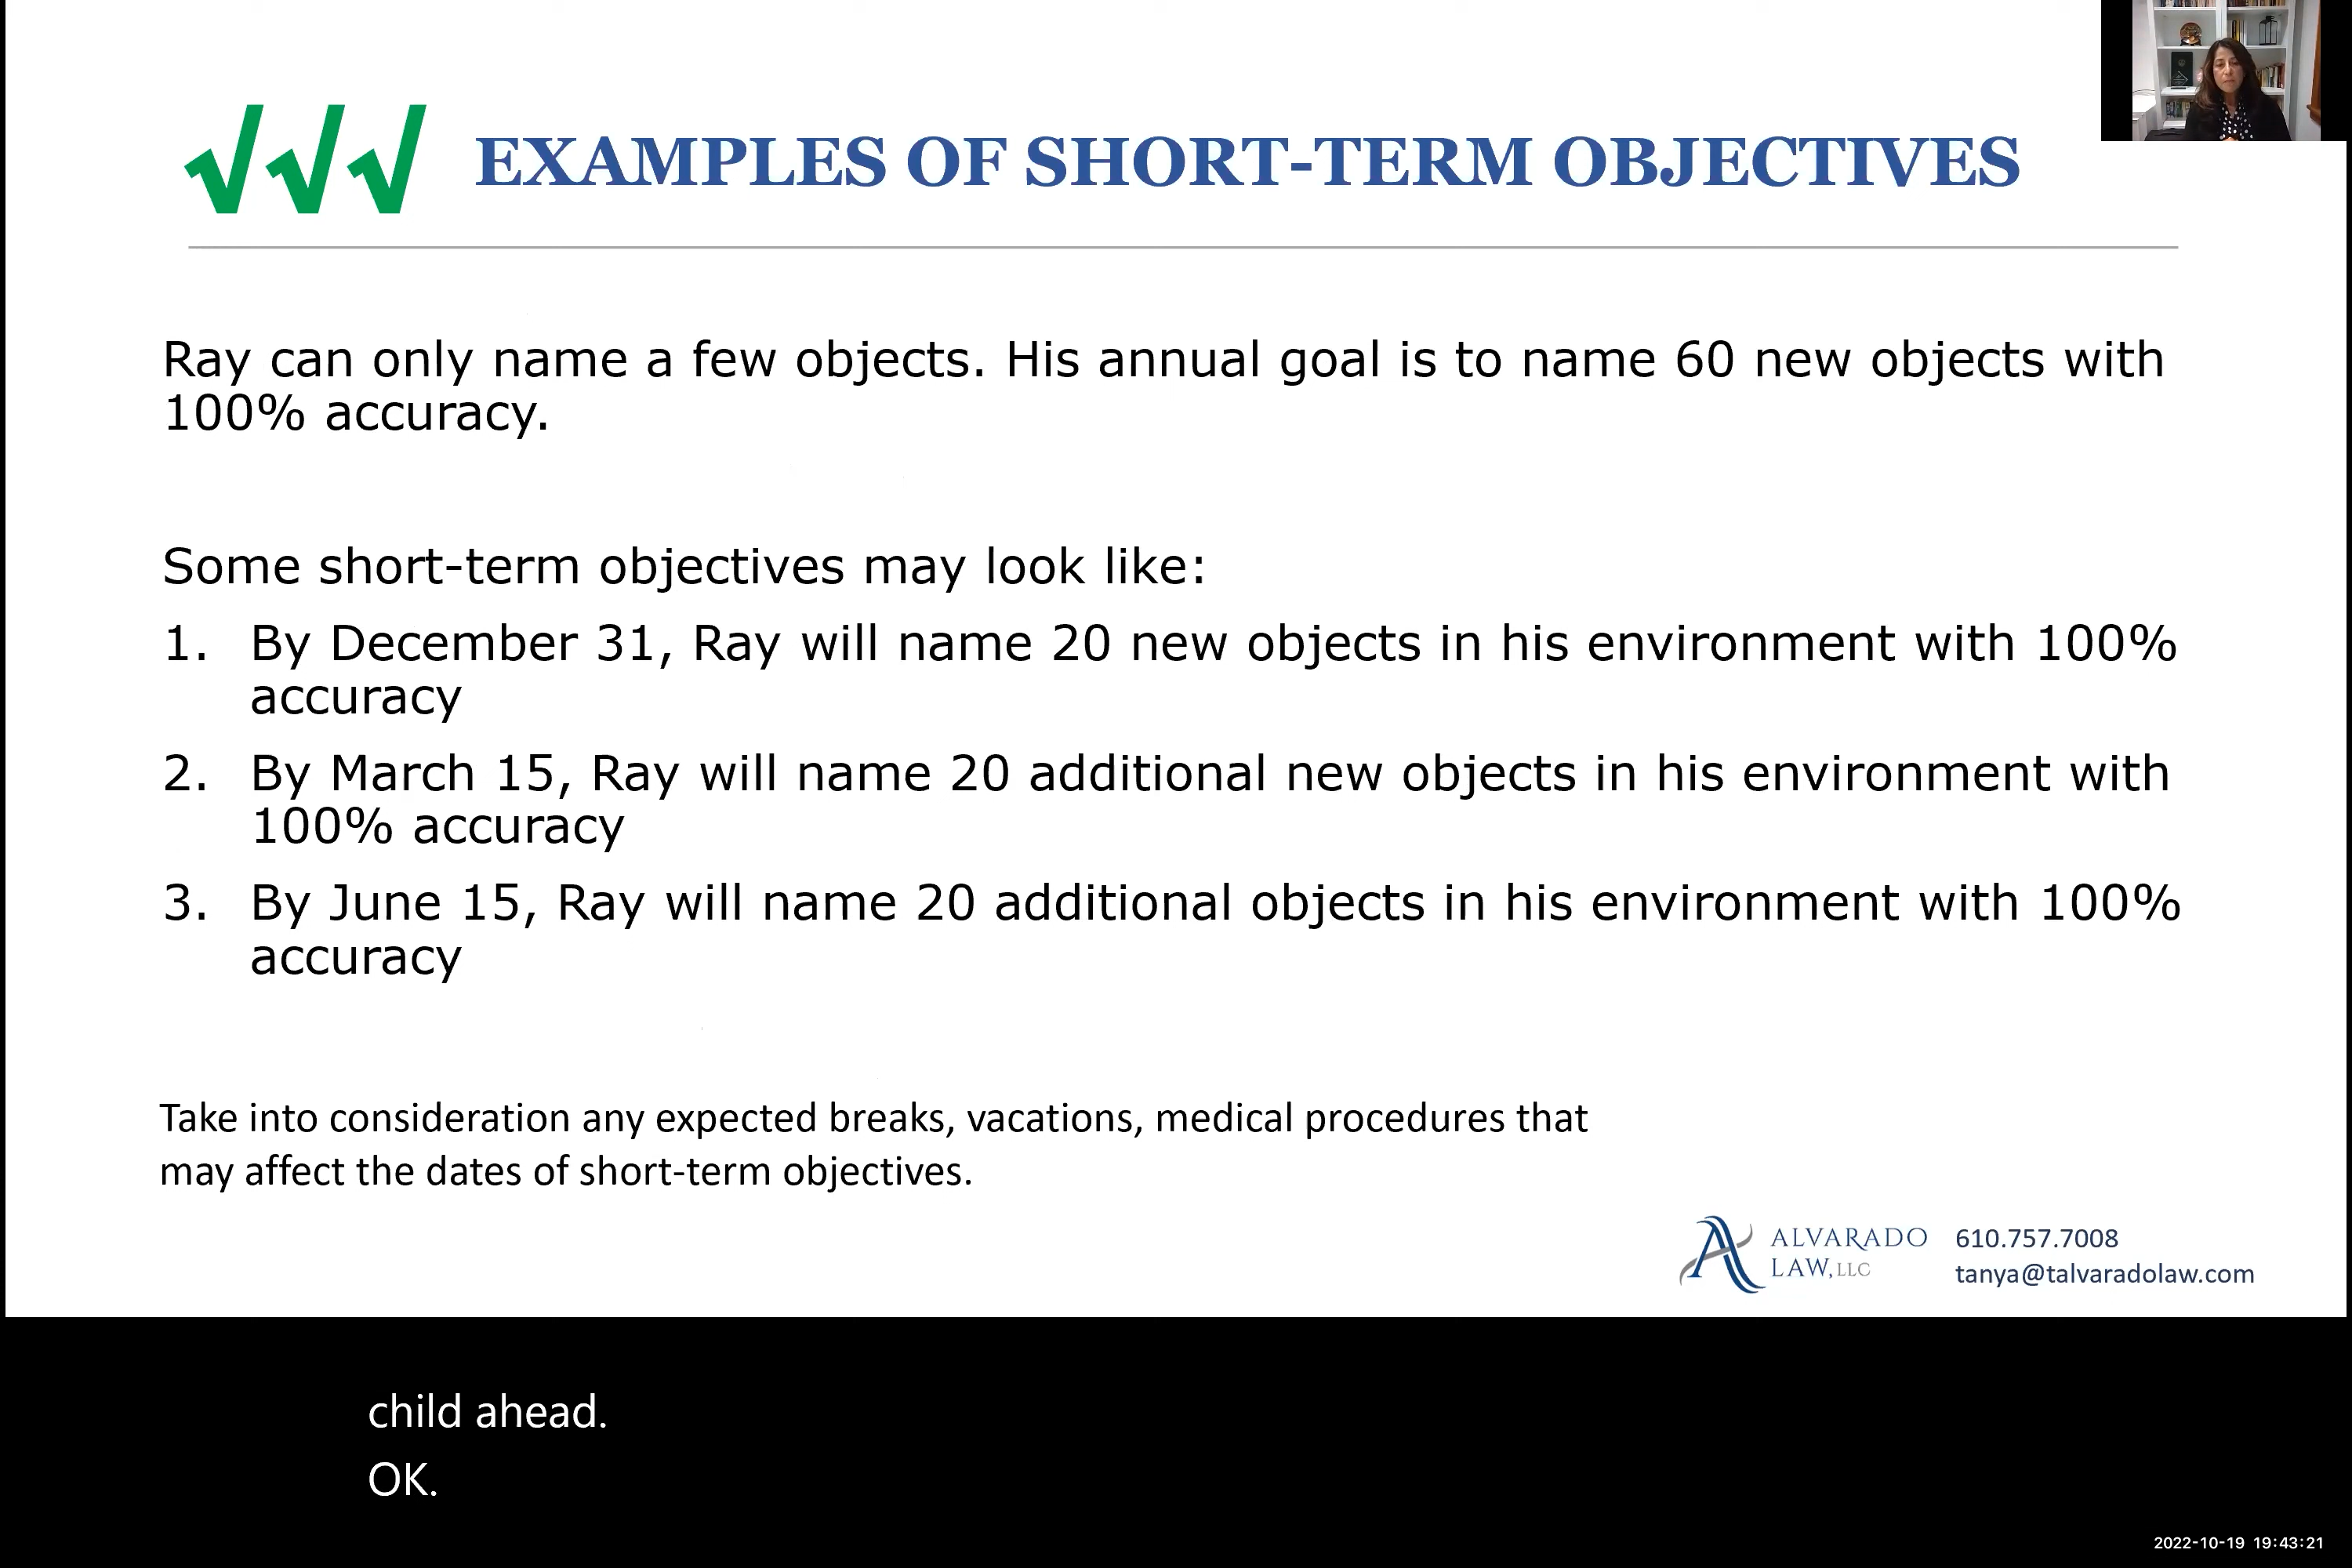 √√√ EXAMPLES OF SHORT-TERM OBJECTIVES
Ray can only name a few objects. His annual goal is to name 60 new objects with
100% accuracy.
Some short-term objectives may look like:
1. By December 31, Ray will name 20 new objects in his environment with 100%
accuracy
2. By March 15, Ray will name 20 additional new objects in his environment with
100% accuracy
3. By June 15, Ray will name 20 additional objects in his environment with 100%
accuracy
Take into consideration any expected breaks, vacations, medical procedures that
may affect the dates of short-term objectives.
ALVARADO
LAW, LLC
610.757.7008
tanya@talvaradolaw.com
child ahead.
OK.
2022-10-19 19:43:21